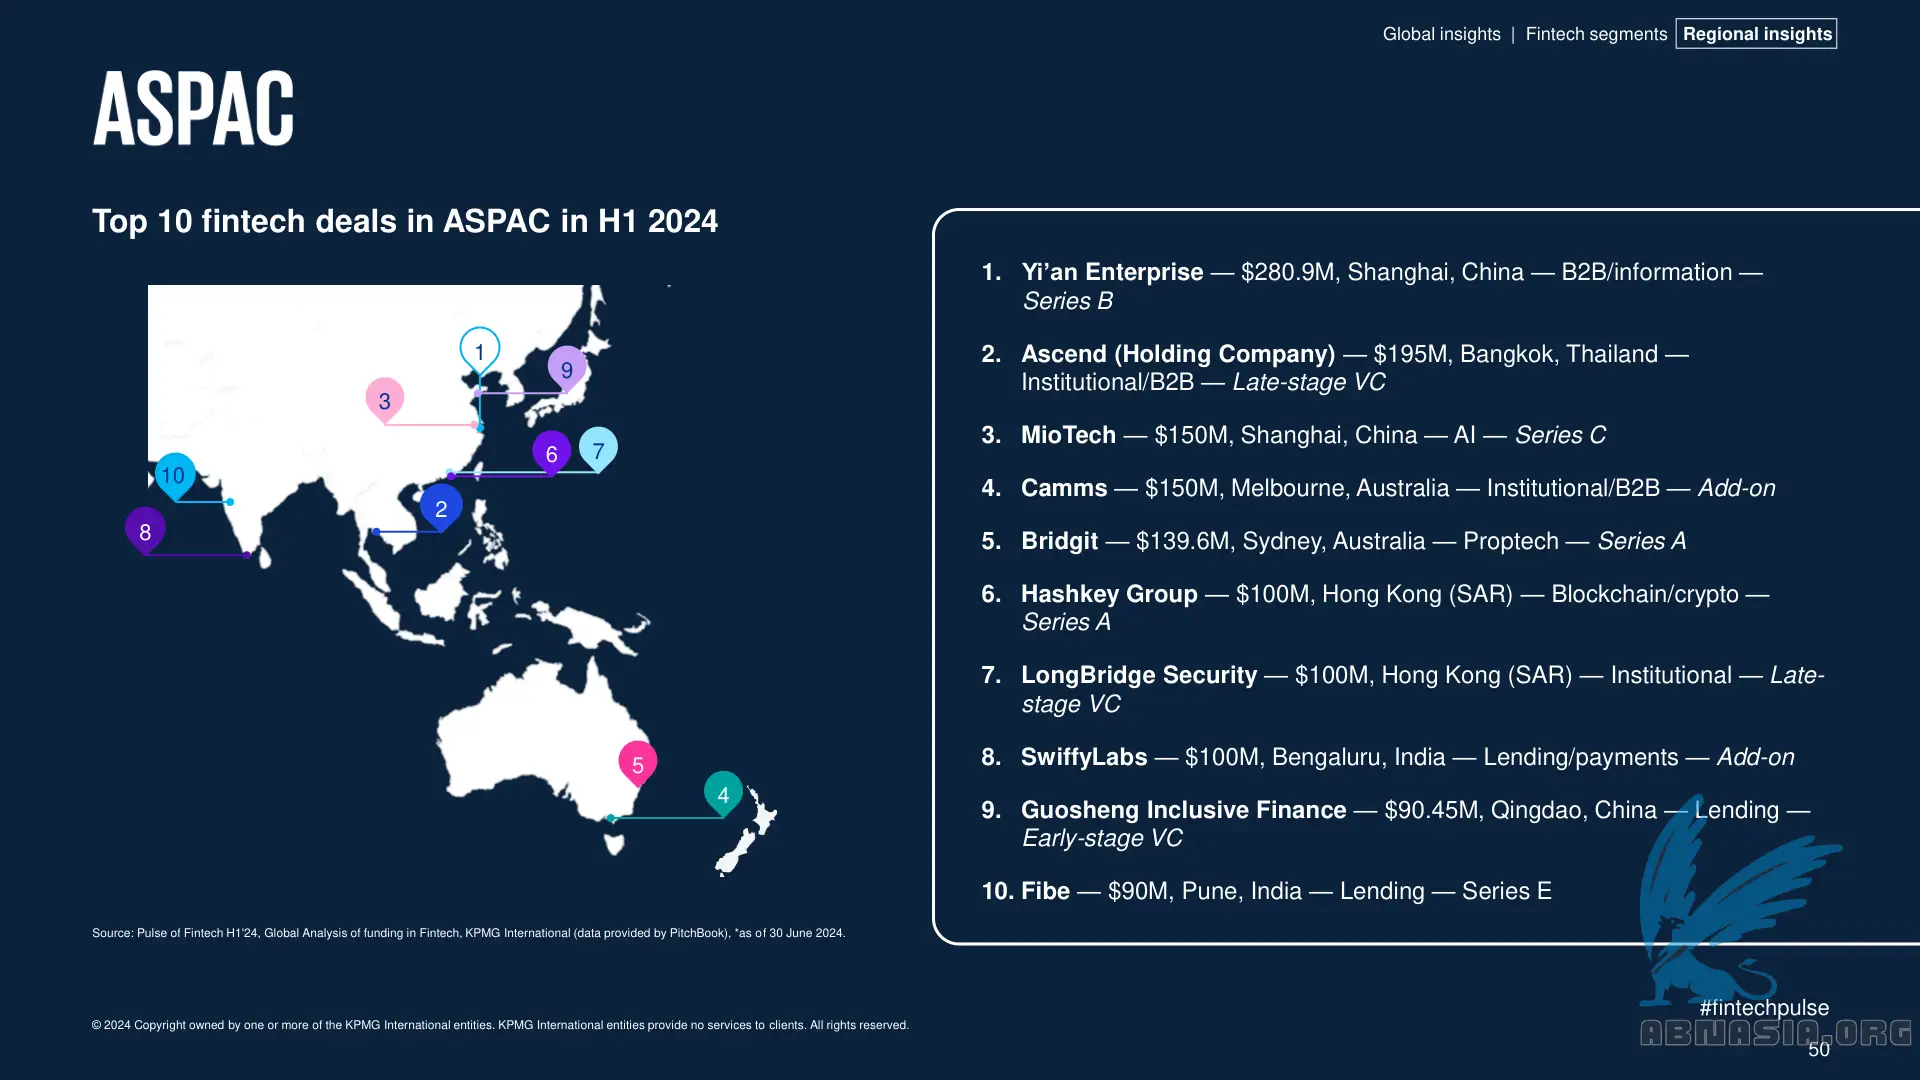 Global insights | Fintech segments Regional insights
ASPAC
Top 10 fintech deals in ASPAC in H1 2024
1
9
3
6
7
10
2
8
5
4
1. Yi’an Enterprise — $280.9M, Shanghai, China — B2B/information —
Series B
2. Ascend (Holding Company) — $195M, Bangkok, Thailand —
Institutional/B2B — Late-stage VC
3. MioTech — $150M, Shanghai, China — AI — Series C
4. Camms — $150M, Melbourne, Australia — Institutional/B2B — Add-on
5. Bridgit — $139.6M, Sydney, Australia — Proptech — Series A
6. Hashkey Group — $100M, Hong Kong (SAR) — Blockchain/crypto —
Series A
7. LongBridge Security — $100M, Hong Kong (SAR) — Institutional — Late-
stage VC
8. SwiffyLabs — $100M, Bengaluru, India — Lending/payments — Add-on
9. Guosheng Inclusive Finance — $90.45M, Qingdao, China — Lending —
Early-stage VC
10. Fibe — $90M, Pune, India — Lending — Series E
Source: Pulse of Fintech H1'24, Global Analysis of funding in Fintech, KPMG International (data provided by PitchBook), *as of 30 June 2024.
© 2024 Copyright owned by one or more of the KPMG International entities. KPMG International entities provide no services to clients. All rights reserved.
#fintechpulse
ABNASIA.ORG
50